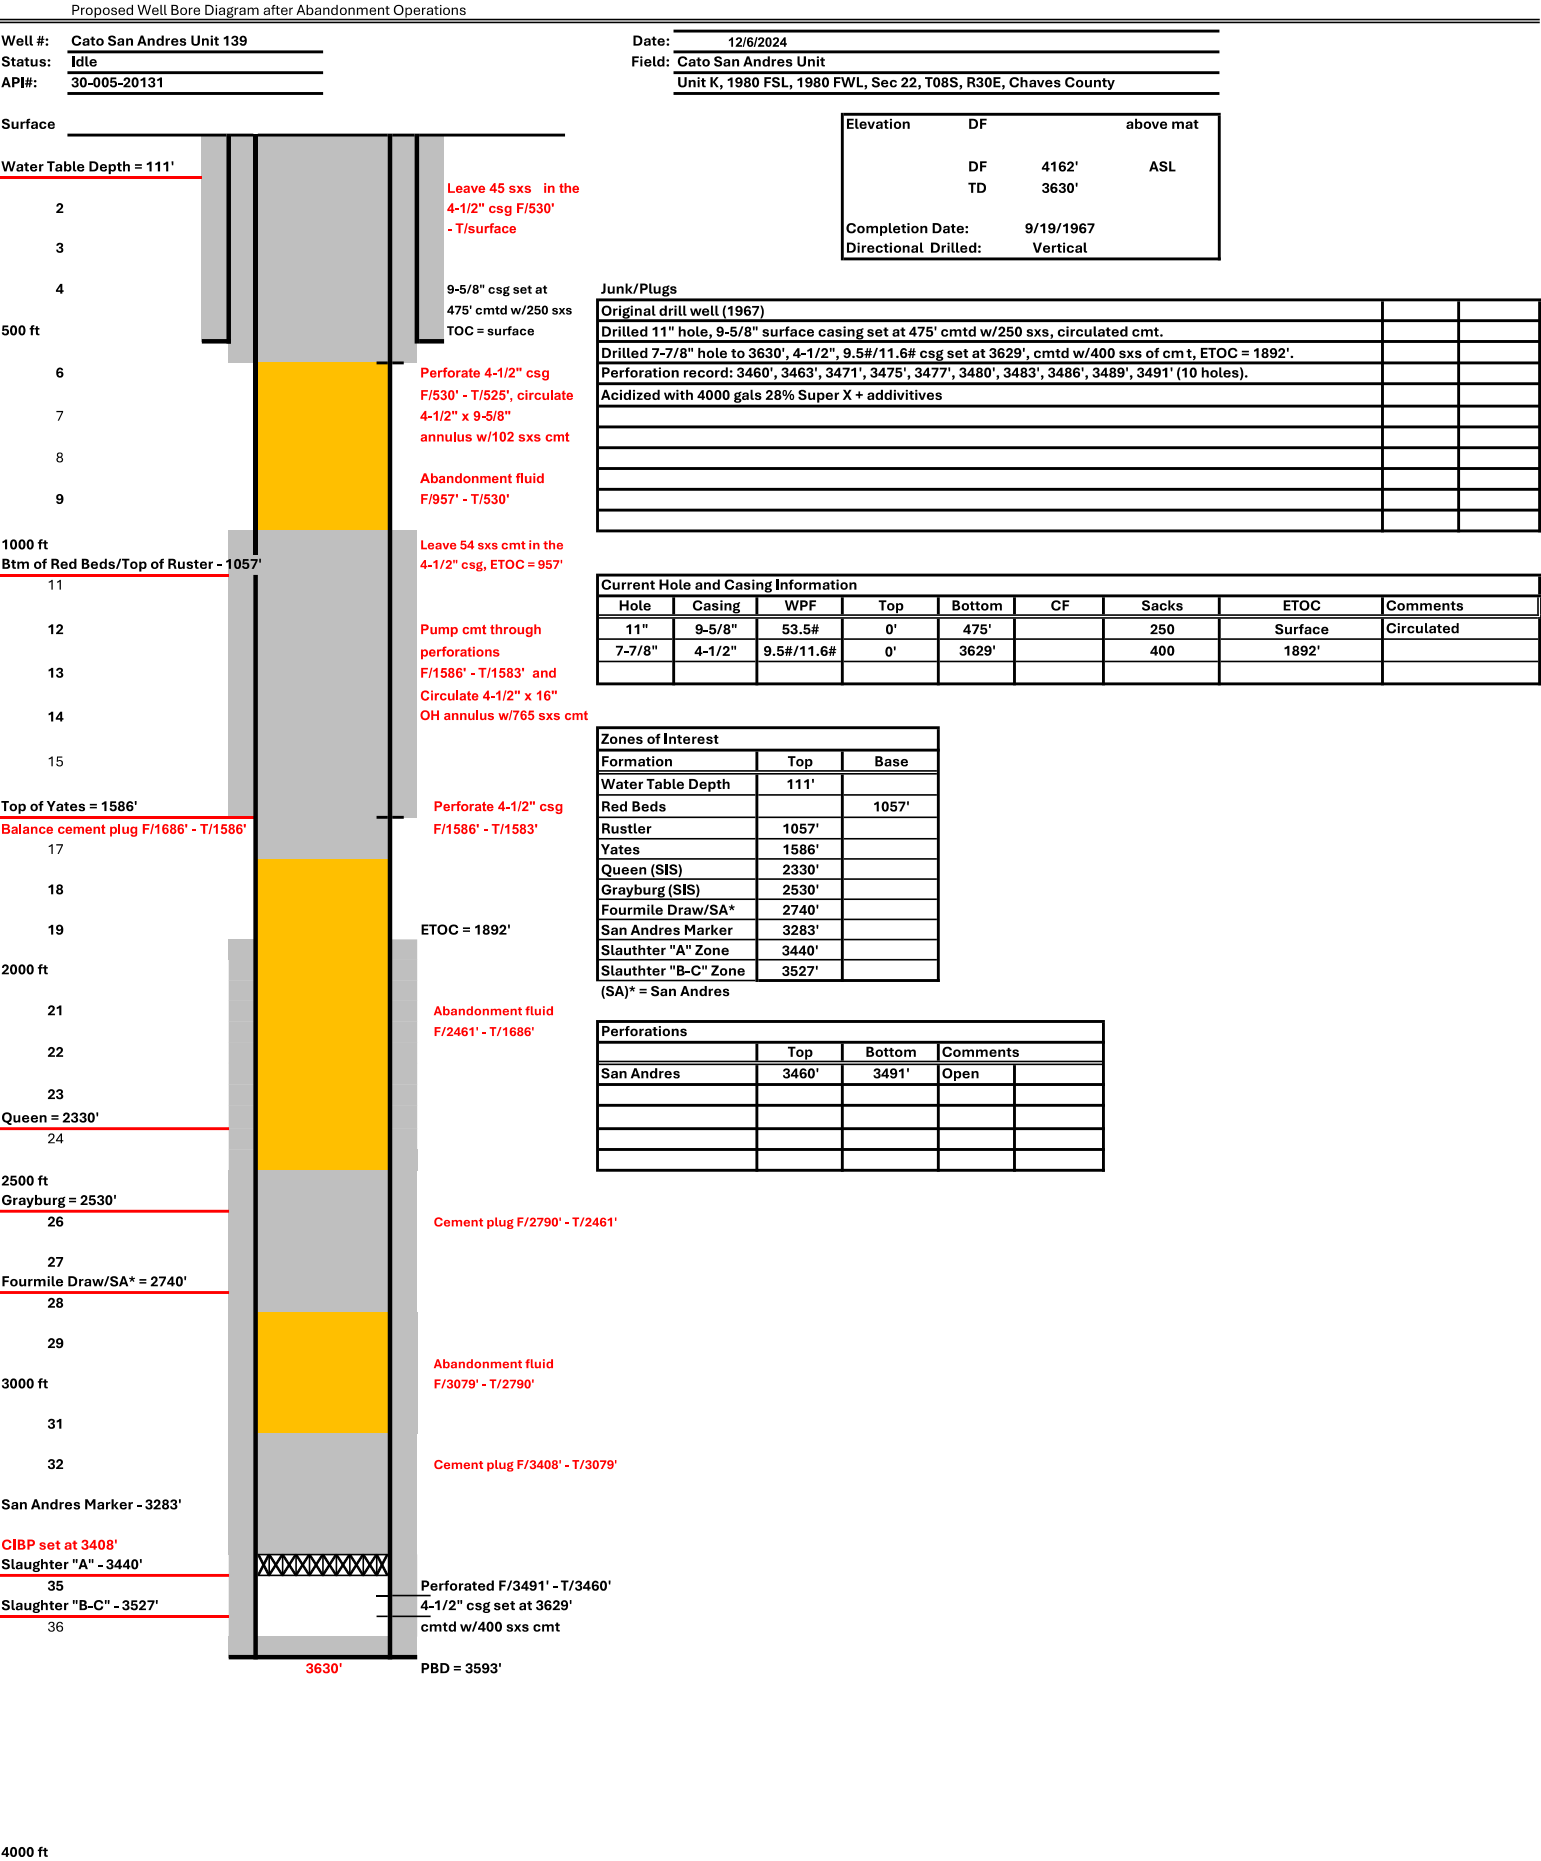 Proposed Well Bore Diagram after Abandonment Operations
Well #: Cato San Andres Unit 139 Date: 12/6/2024
Status: Idle Field: Cato San Andres Unit
API#: 30-005-20131 Unit K, 1980 FSL, 1980 FWL, Sec 22, T08S, R30E, Chaves County
Surface
Elevation DF above mat
DF 4162' ASL
TD 3630'
Completion Date: 9/19/1967
Directional Drilled: Vertical
Water Table Depth = 111'
Leave 45 sxs in the
2 4-1/2" csg F/530'
- T/surface
3
4 9-5/8" csg set at
475' cmtd w/250 sxs
500 ft TOC = surface
6 Perforate 4-1/2" csg
F/530' - T/525', circulate
7 4-1/2" x 9-5/8"
annulus w/102 sxs cmt
8
Abandonment fluid
9 F/957' - T/530'
Junk/Plugs
Original drill well (1967)
Drilled 11" hole, 9-5/8" surface casing set at 475' cmtd w/250 sxs, circulated cmt.
Drilled 7-7/8" hole to 3630', 4-1/2", 9.5#/11.6# csg set at 3629', cmtd w/400 sxs of cm t, ETOC = 1892'.
Perforation record: 3460', 3463', 3471', 3475', 3477', 3480', 3483', 3486', 3489', 3491' (10 holes).
Acidized with 4000 gals 28% Super X + addivitives
1000 ft Leave 54 sxs cmt in the
Btm of Red Beds/Top of Ruster - 1057' 4-1/2" csg, ETOC = 957'
11
12 Pump cmt through
perforations
13 F/1586' - T/1583' and
Circulate 4-1/2" x 16"
14 OH annulus w/765 sxs cmt
15
Current Hole and Casing Information
Hole Casing WPF Top Bottom CF Sacks ETOC Comments
11" 9-5/8" 53.5# 0' 475' 250 Surface Circulated
7-7/8" 4-1/2" 9.5#/11.6# 0' 3629' 400 1892'
Top of Yates = 1586' Perforate 4-1/2" csg
Balance cement plug F/1686' - T/1586' F/1586' - T/1583'
17
18
19 ETOC = 1892'
2000 ft
21 Abandonment fluid
F/2461' - T/1686'
22
23
Queen = 2330'
24
Zones of Interest
Formation Top Base
Water Table Depth 111'
Red Beds 1057'
Rustler 1057'
Yates 1586'
Queen (SIS) 2330'
Grayburg (SIS) 2530'
Fourmile Draw/SA* 2740'
San Andres Marker 3283'
Slauthter "A" Zone 3440'
Slauthter "B-C" Zone 3527'
(SA)* = San Andres
Perforations
Top Bottom Comments
San Andres 3460' 3491' Open
2500 ft
Grayburg = 2530'
26 Cement plug F/2790' - T/2461'
27
Fourmile Draw/SA* = 2740'
28
29
Abandonment fluid
3000 ft F/3079' - T/2790'
31
32 Cement plug F/3408' - T/3079'
San Andres Marker - 3283'
CIBP set at 3408'
Slaughter "A" - 3440'
35 Perforated F/3491' - T/3460'
Slaughter "B-C" - 3527' 4-1/2" csg set at 3629'
36 cmtd w/400 sxs cmt
3630' PBD = 3593'
4000 ft